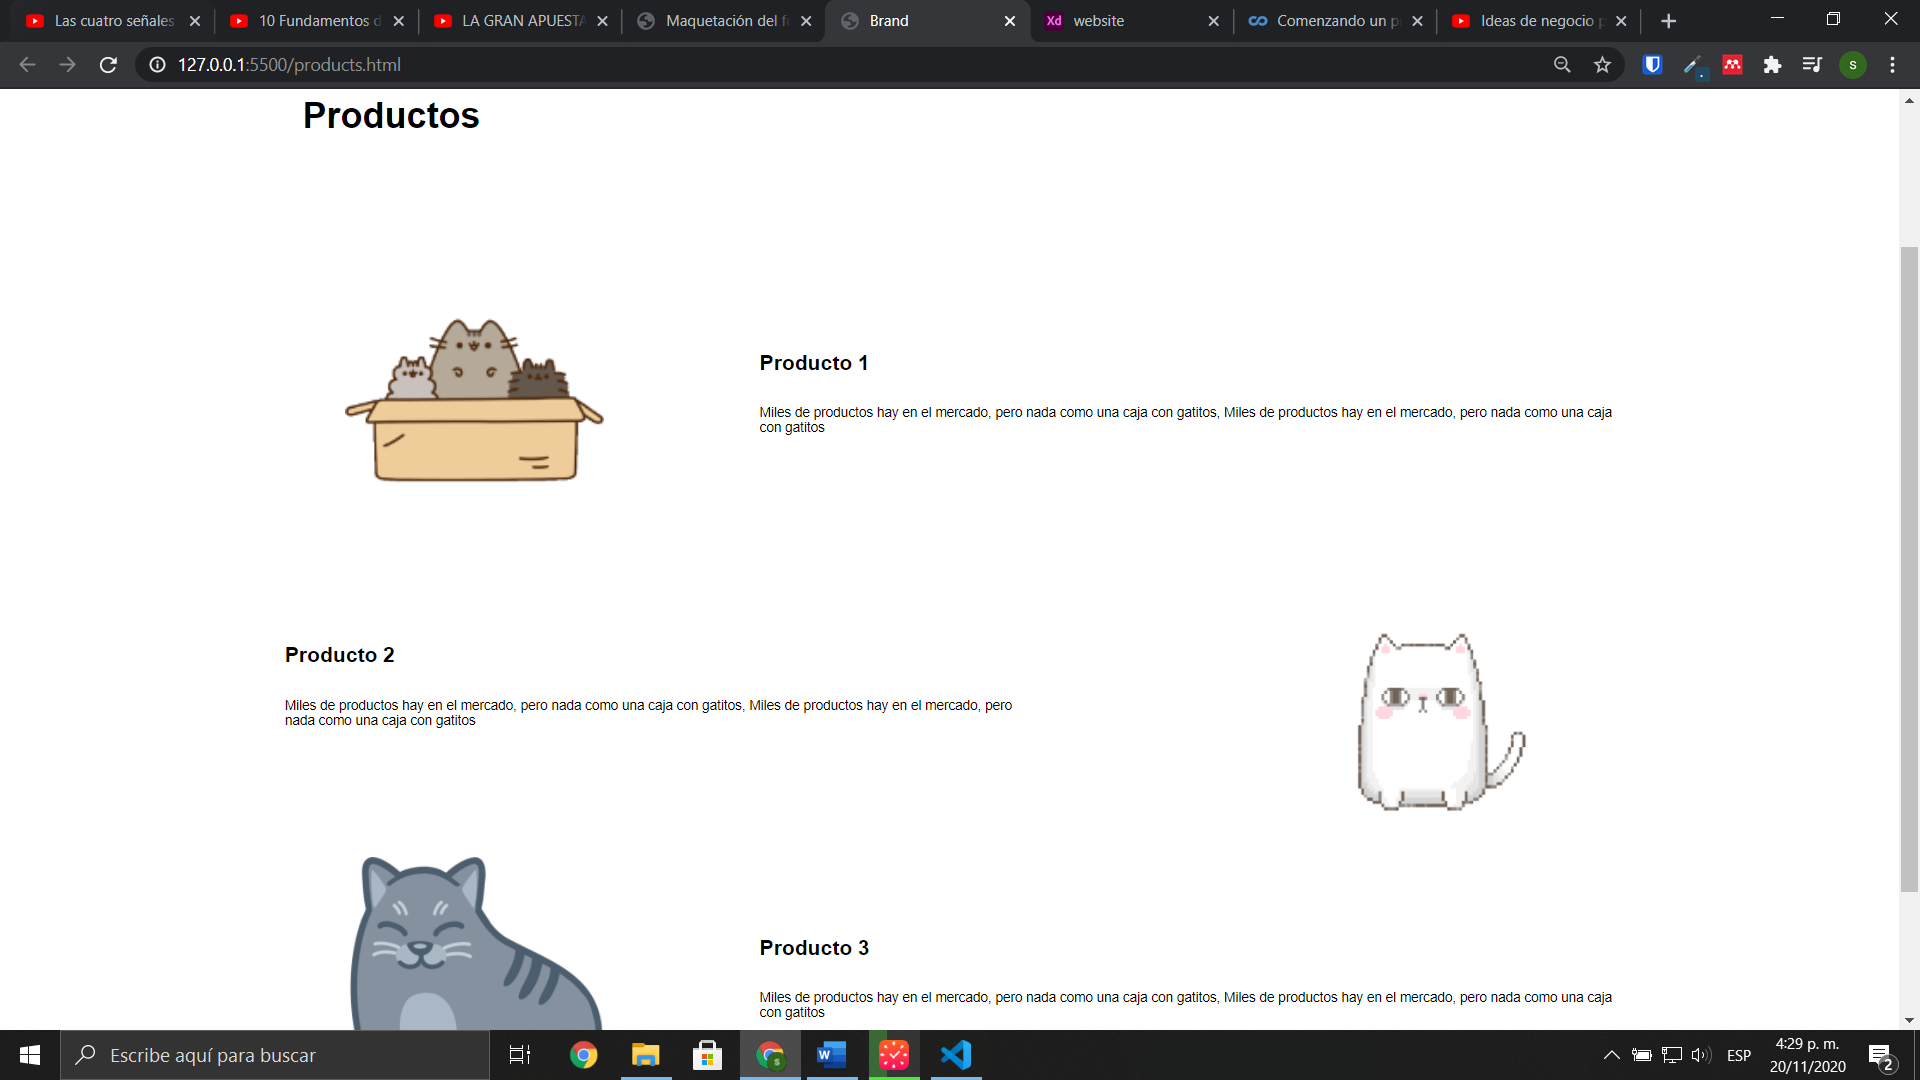 Las cuatro señales
10 Fundamentos d
LA GRAN APUESTA
Maquetación del f
Brand
Xd website
Comenzando un p
Ideas de negocio p
127.0.0.1:5500/products.html
s
Productos
Producto 1
Miles de productos hay en el mercado, pero nada como una caja con gatitos, Miles de productos hay en el mercado, pero nada como una caja
con gatitos
Producto 2
Miles de productos hay en el mercado, pero nada como una caja con gatitos, Miles de productos hay en el mercado, pero
nada como una caja con gatitos
Producto 3
Miles de productos hay en el mercado, pero nada como una caja con gatitos, Miles de productos hay en el mercado, pero nada como una caja
con gatitos
Escribe aquí para buscar
ESP
4:29 p. m.
20/11/2020
2